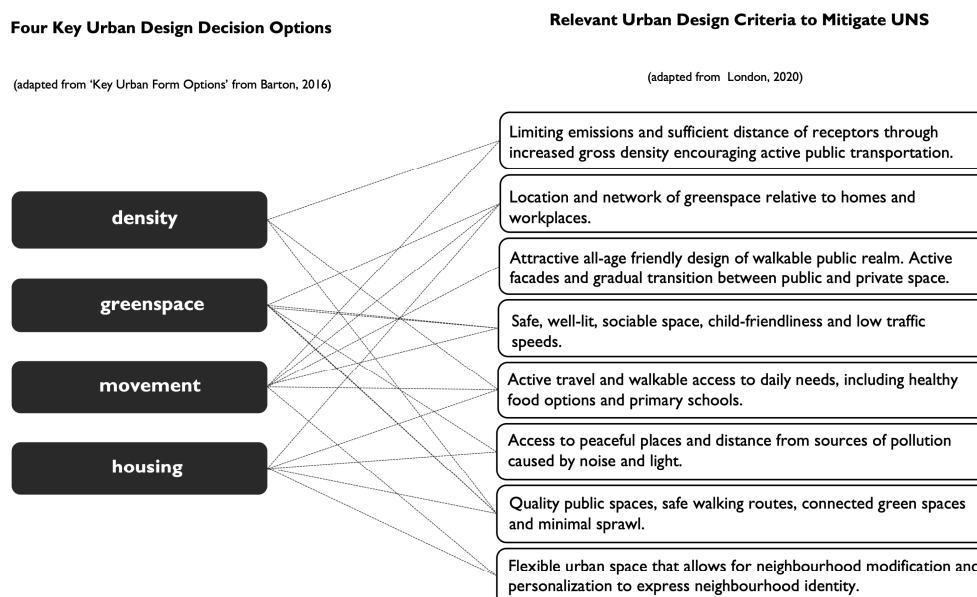 Four Key Urban Design Decision Options
(adapted from ‘Key Urban Form Options’ from Barton, 2016)
density
greenspace
movement
housing
Relevant Urban Design Criteria to Mitigate UNS
(adapted from London, 2020)
Limiting emissions and sufficient distance of receptors through
increased gross density encouraging active public transportation.
Location and network of greenspace relative to homes and
workplaces.
Attractive all-age friendly design of walkable public realm. Active
facades and gradual transition between public and private space.
Safe, well-lit, sociable space, child-friendliness and low traffic
speeds.
Active travel and walkable access to daily needs, including healthy
food options and primary schools.
Access to peaceful places and distance from sources of pollution
caused by noise and light.
Quality public spaces, safe walking routes, connected green spaces
and minimal sprawl.
Flexible urban space that allows for neighbourhood modification and
personalization to express neighbourhood identity.